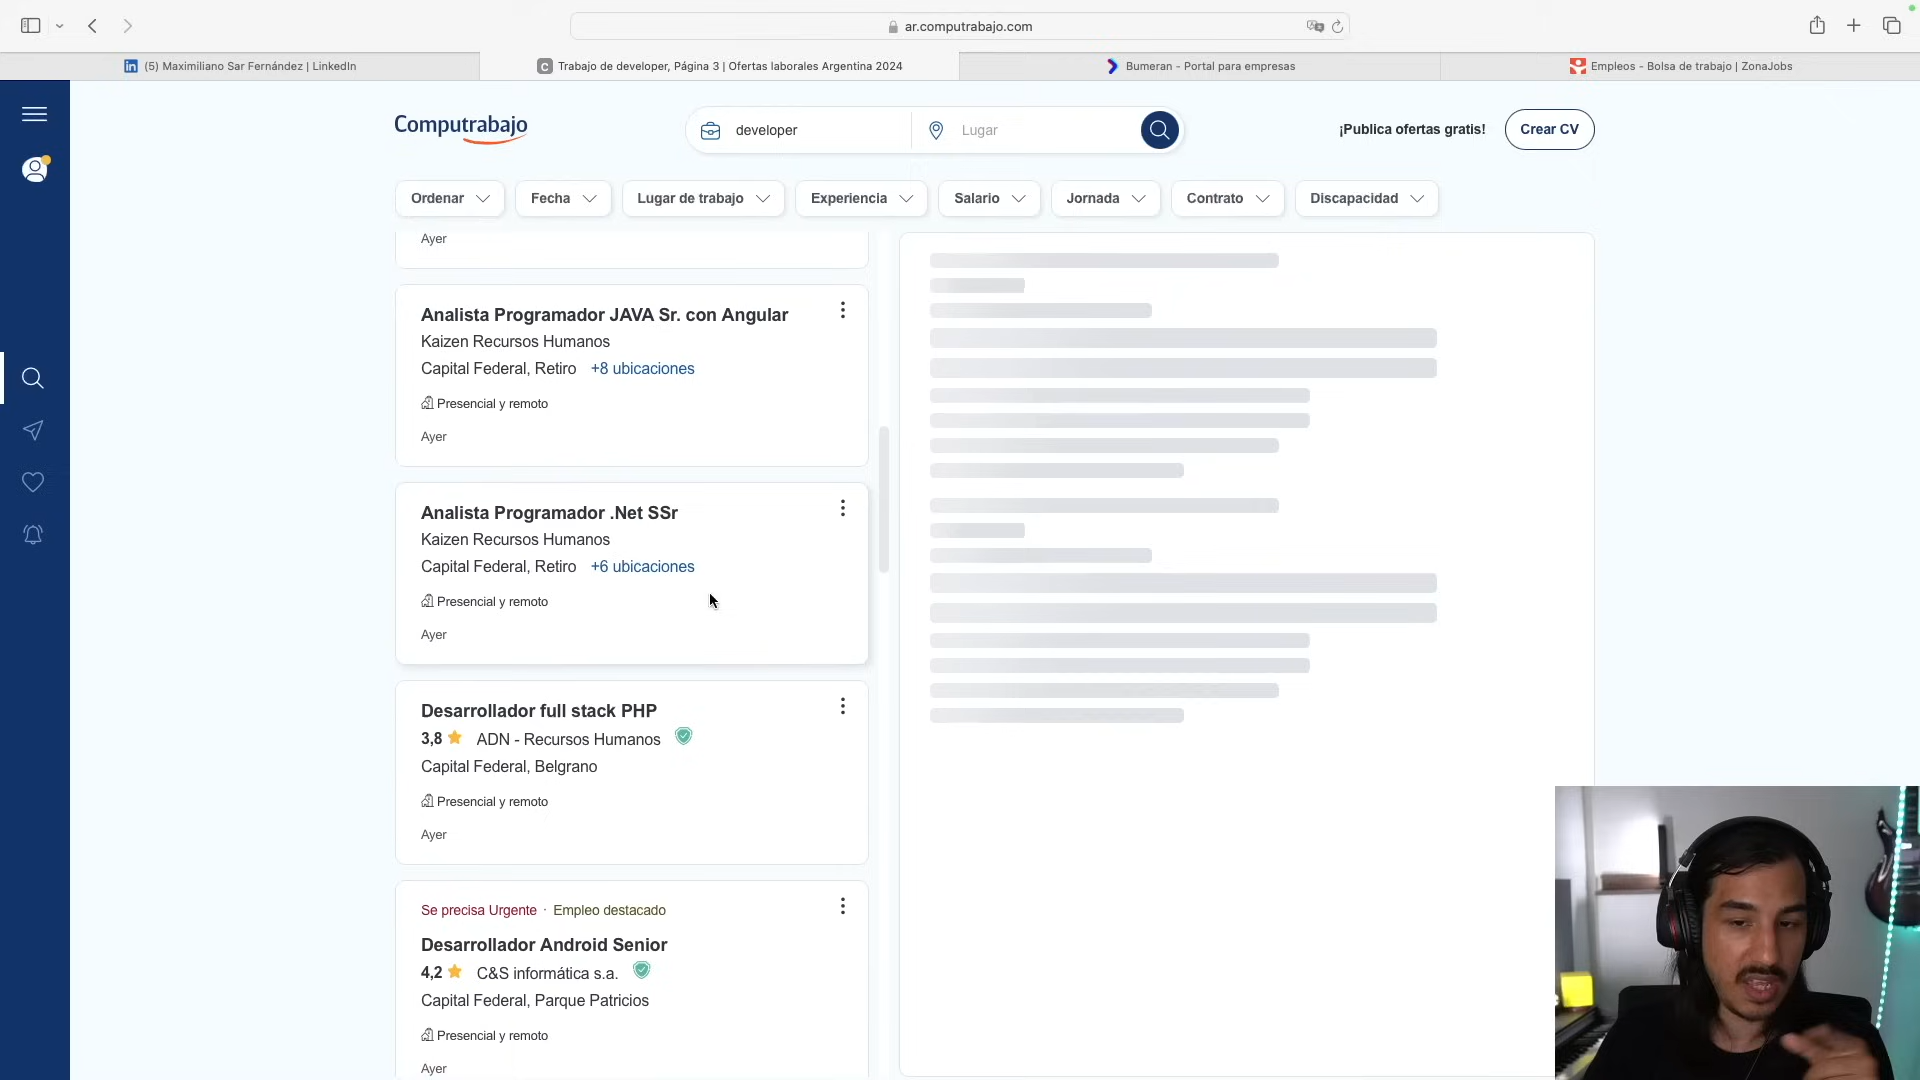 ar.computrabajo.com
(5) Maximiliano Sar Fernández | LinkedIn
Trabajo de developer, Página 3 | Ofertas laborales Argentina 2024
Bumeran - Portal para empresas
Empleos - Bolsa de trabajo | ZonaJobs
Computrabajo
developer
Lugar
¡Publica ofertas gratis!
Crear CV
Ordenar
Fecha
Lugar de trabajo
Experiencia
Salario
Jornada
Contrato
Discapacidad
Ayer
Analista Programador JAVA Sr. con Angular
Kaizen Recursos Humanos
Capital Federal, Retiro +8 ubicaciones
Presencial y remoto
Ayer
Analista Programador .Net SSr
Kaizen Recursos Humanos
Capital Federal, Retiro +6 ubicaciones
Presencial y remoto
Ayer
Desarrollador full stack PHP
3,8 ADN - Recursos Humanos
Capital Federal, Belgrano
Presencial y remoto
Ayer
Se precisa Urgente · Empleo destacado
Desarrollador Android Senior
4,2 C&S informática s.a.
Capital Federal, Parque Patricios
Presencial y remoto
Ayer